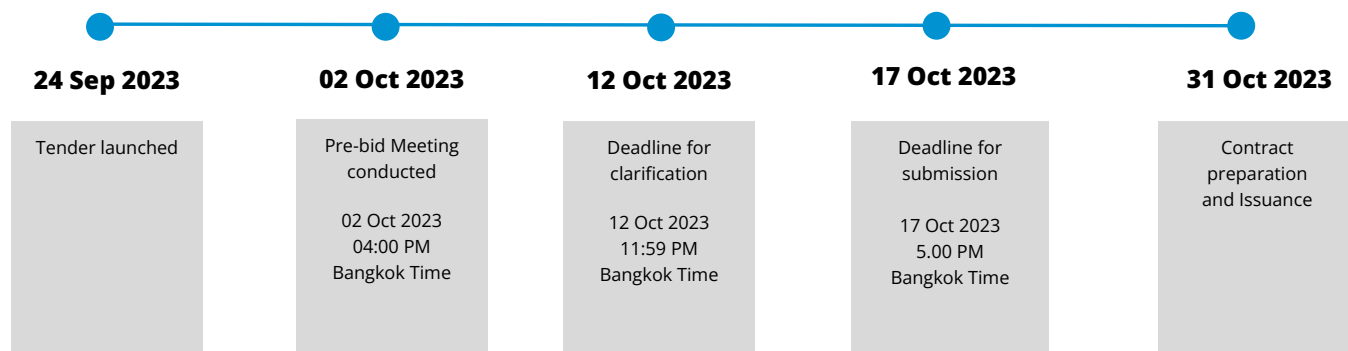 24 Sep 2023
Tender launched
02 Oct 2023
Pre-bid Meeting
conducted
02 Oct 2023
04:00 PM
Bangkok Time
12 Oct 2023
Deadline for
clarification
12 Oct 2023
11:59 PM
Bangkok Time
17 Oct 2023
Deadline for
submission
17 Oct 2023
5.00 PM
Bangkok Time
31 Oct 2023
Contract
preparation
and Issuance